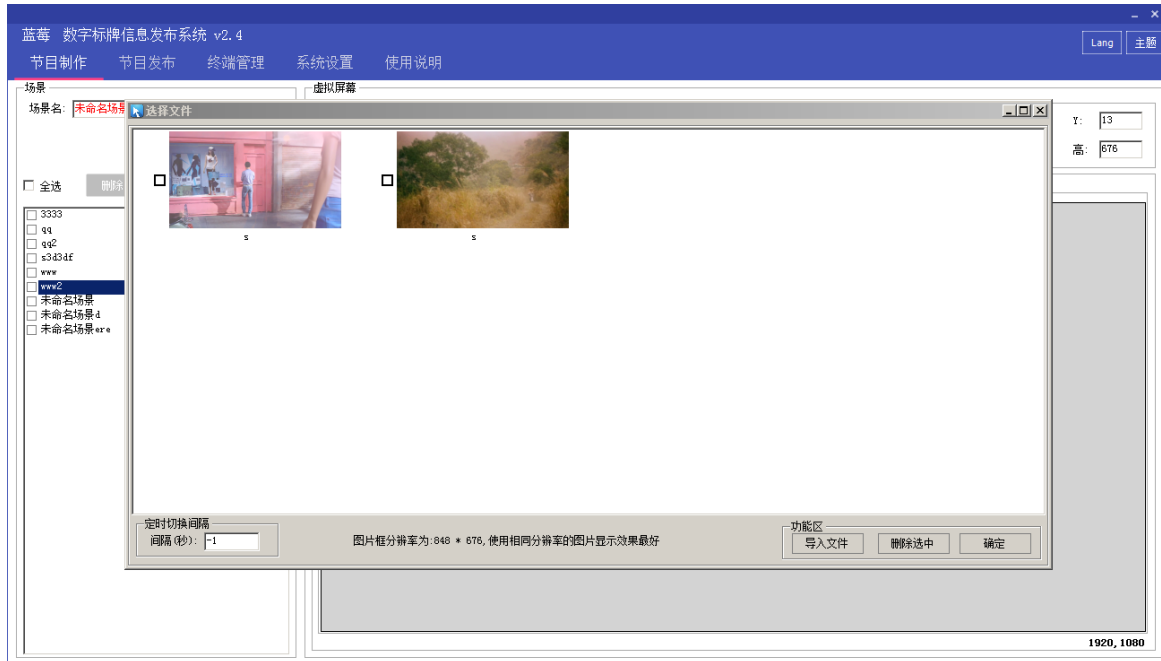 蓝莓 数字标牌信息发布系统 v2.4
Lang 主题
节目制作 节目发布 终端管理 系统设置 使用说明
场景
虚拟屏幕
场景名: 未命名场景
选择文件
Y: 13
高: 676
全选 删除
3333
qq
qq2
s3d3df
www
www2
未命名场景
未命名场景d
未命名场景ere
s
s
定时切换间隔
间隔(秒): -1
图片框分辨率为:848 * 676,使用相同分辨率的图片显示效果最好
功能区
导入文件 删除选中 确定
1920, 1080